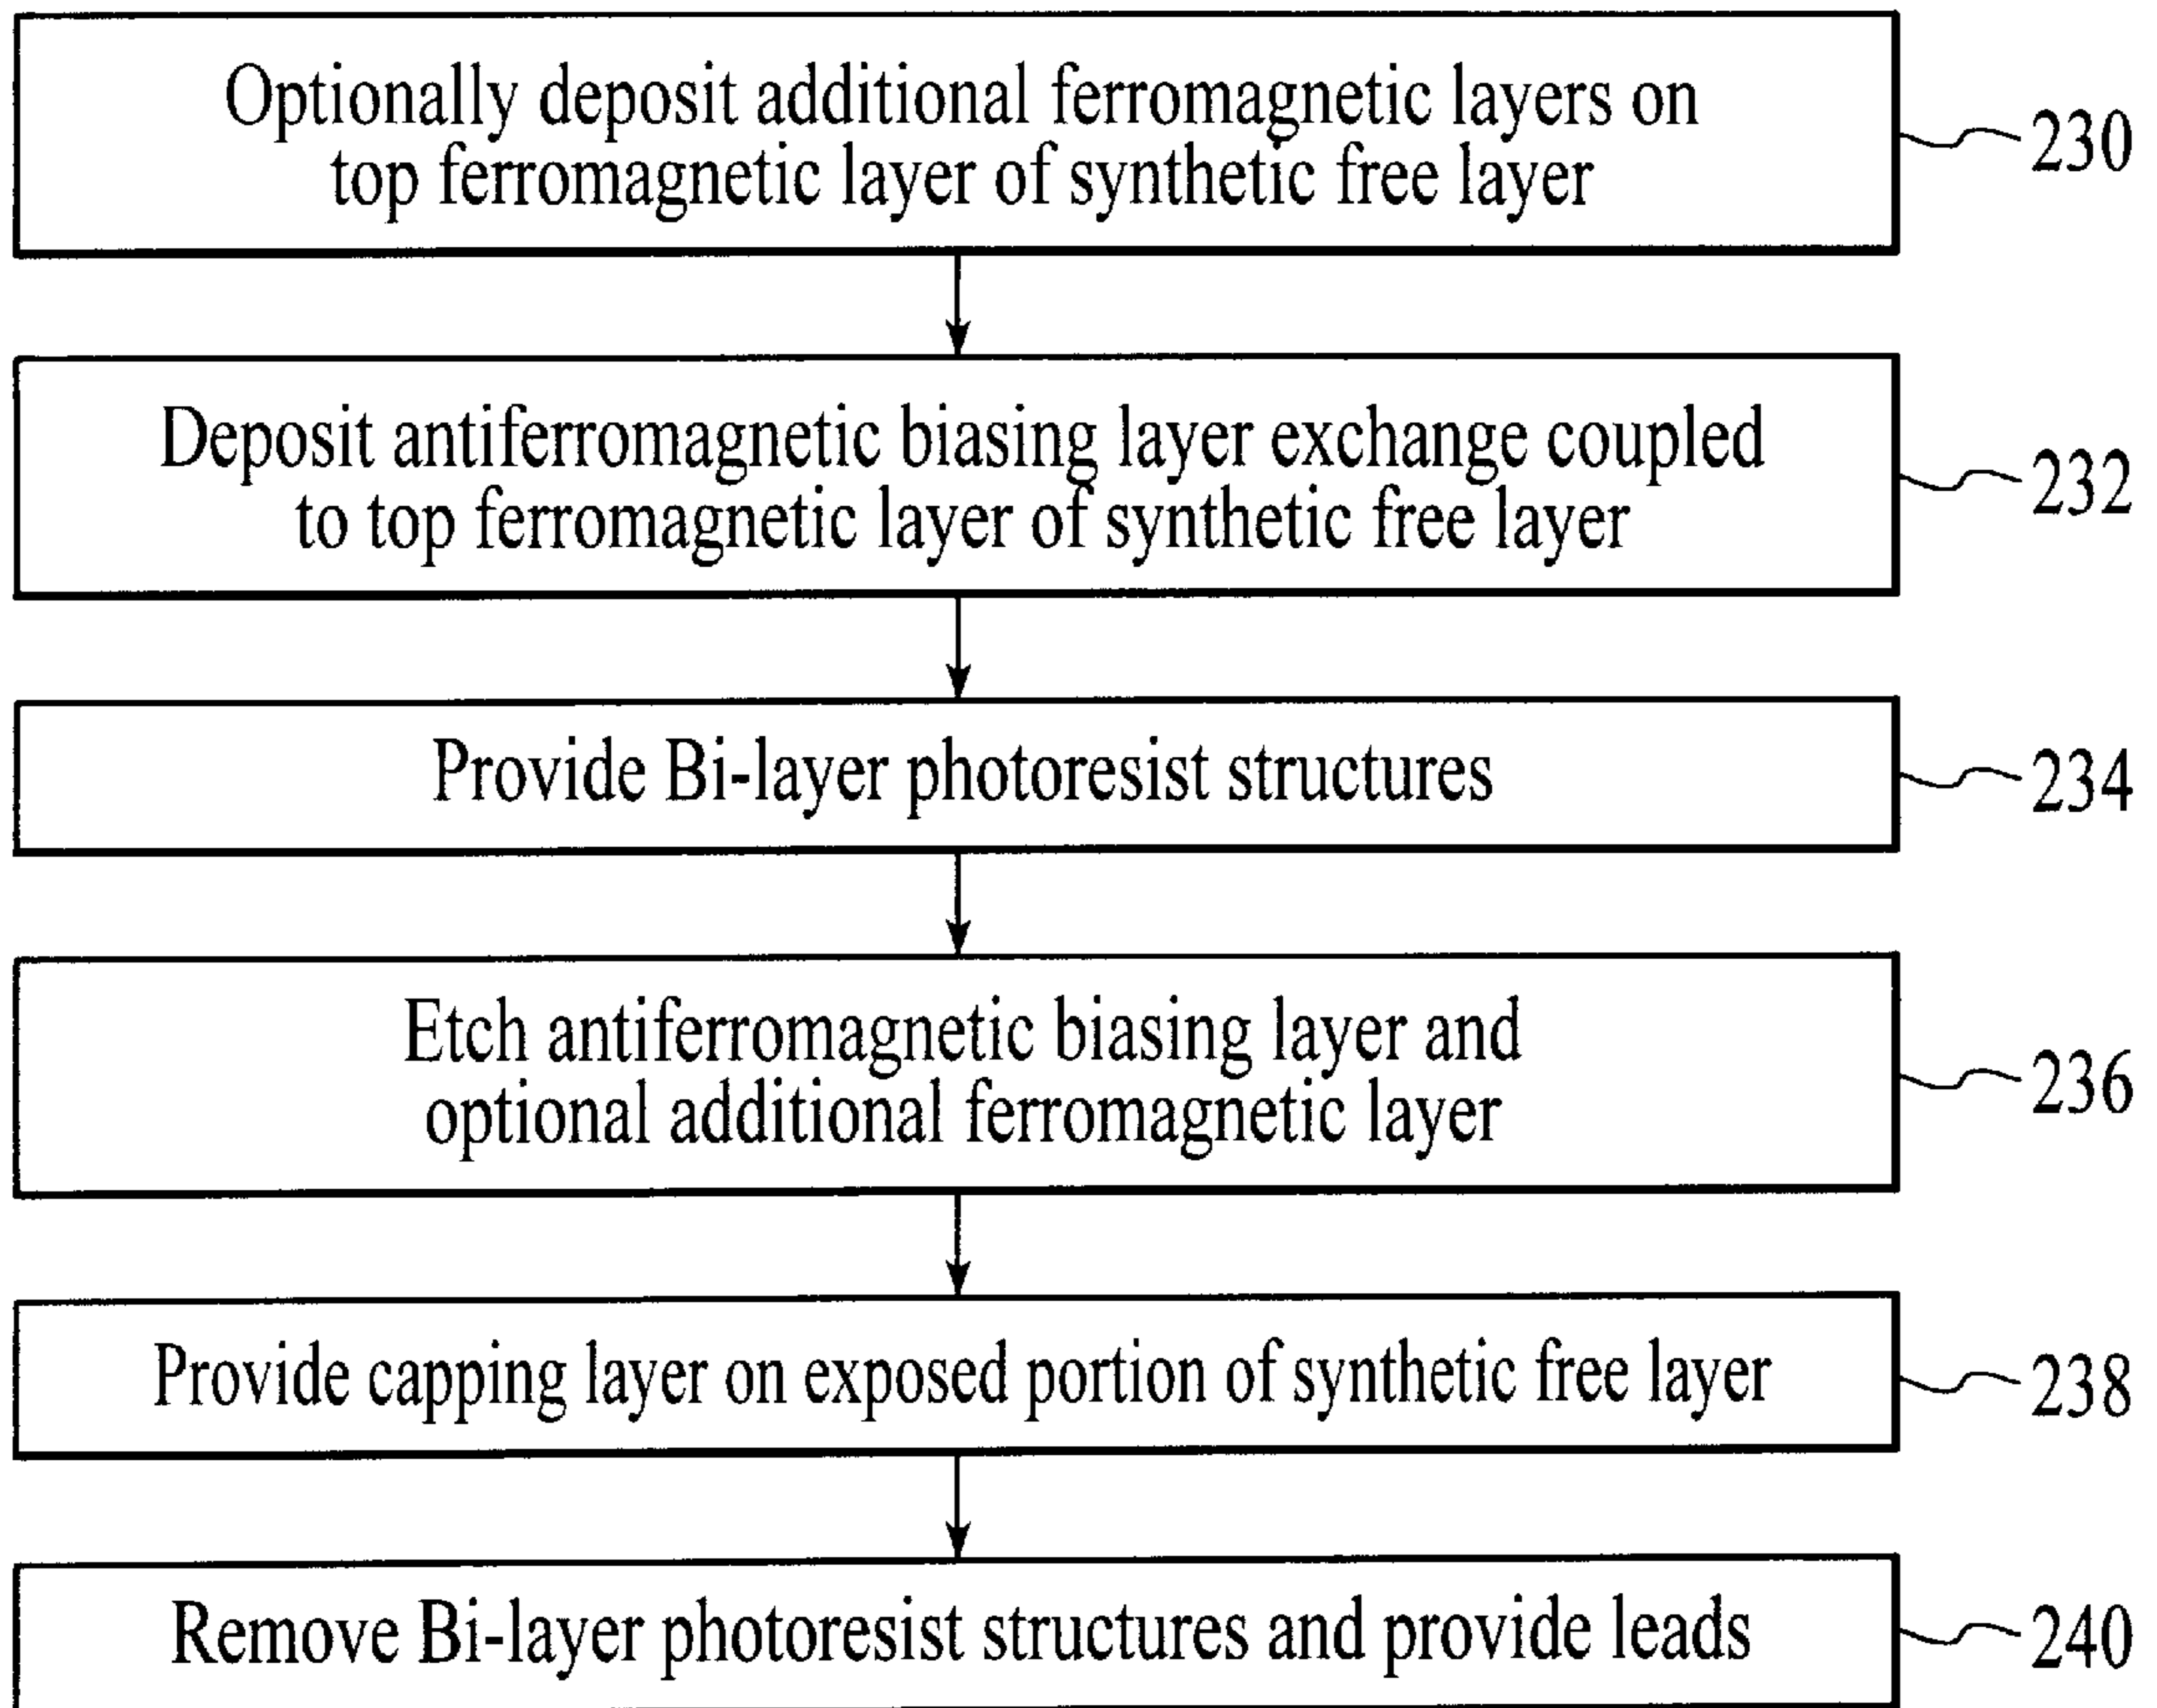 Optionally deposit additional ferromagnetic layers on
top ferromagnetic layer of synthetic free layer
230
Deposit antiferromagnetic biasing layer exchange coupled
to top ferromagnetic layer of synthetic free layer
232
Provide Bi-layer photoresist structures
234
Etch antiferromagnetic biasing layer and
optional additional ferromagnetic layer
236
Provide capping layer on exposed portion of synthetic free layer
238
Remove Bi-layer photoresist structures and provide leads
240